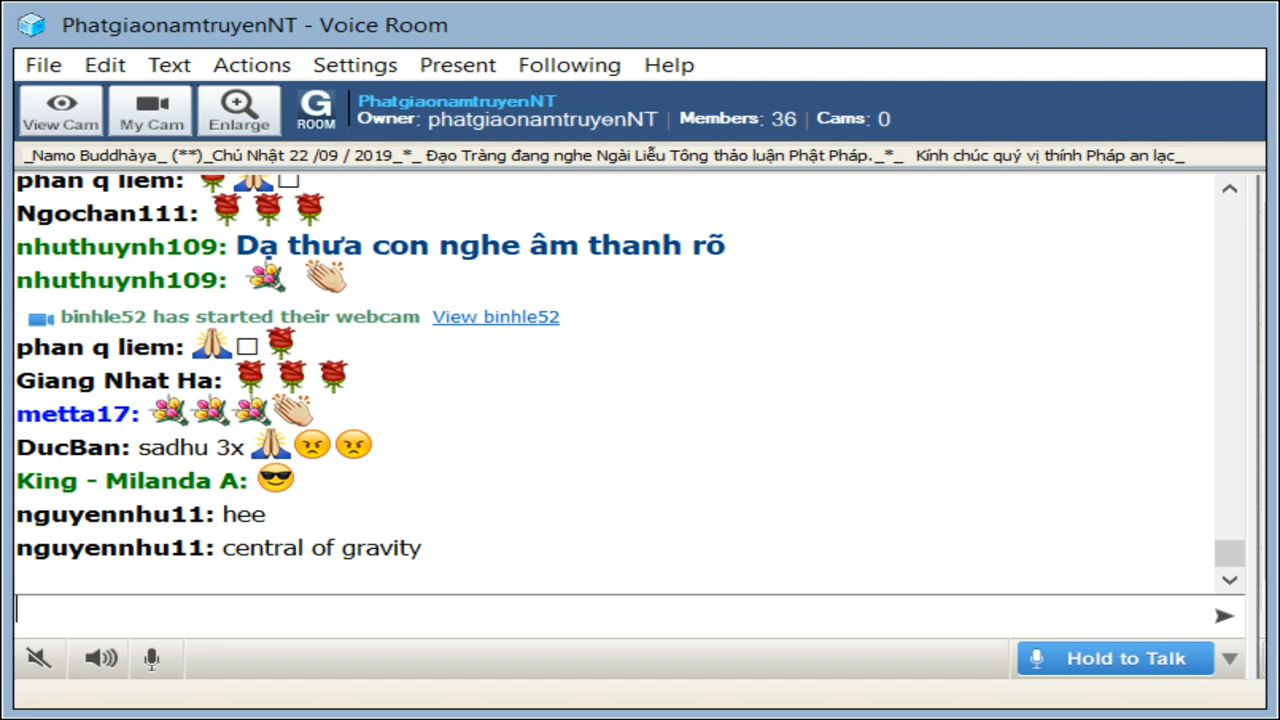 PhatgiaonamtruyenNT - Voice Room
File Edit Text Actions Settings Present Following Help
View Cam My Cam Enlarge G ROOM
PhatgiaonamtruyenNT
Owner: phatgiaonamtruyenNT | Members: 36 | Cams: 0
_Namo Buddhàya_ (**)_Chủ Nhật 22 /09 / 2019_*_ Đạo Tràng đang nghe Ngài Liễu Tông thảo luận Phật Pháp._*_ Kính chúc quý vị thính Pháp an lạc_
phan q liem: 🌹🙏□
Ngochan111: 🌹🌹🌹
nhuthuynh109: Dạ thưa con nghe âm thanh rõ
nhuthuynh109: 💐 👏
binhle52 has started their webcam View binhle52
phan q liem: 🙏□🌹
Giang Nhat Ha: 🌹🌹🌹
metta17: 💐💐💐👏
DucBan: sadhu 3x 🙏😠😠
King - Milanda A: 😎
nguyennhu11: hee
nguyennhu11: central of gravity
Hold to Talk